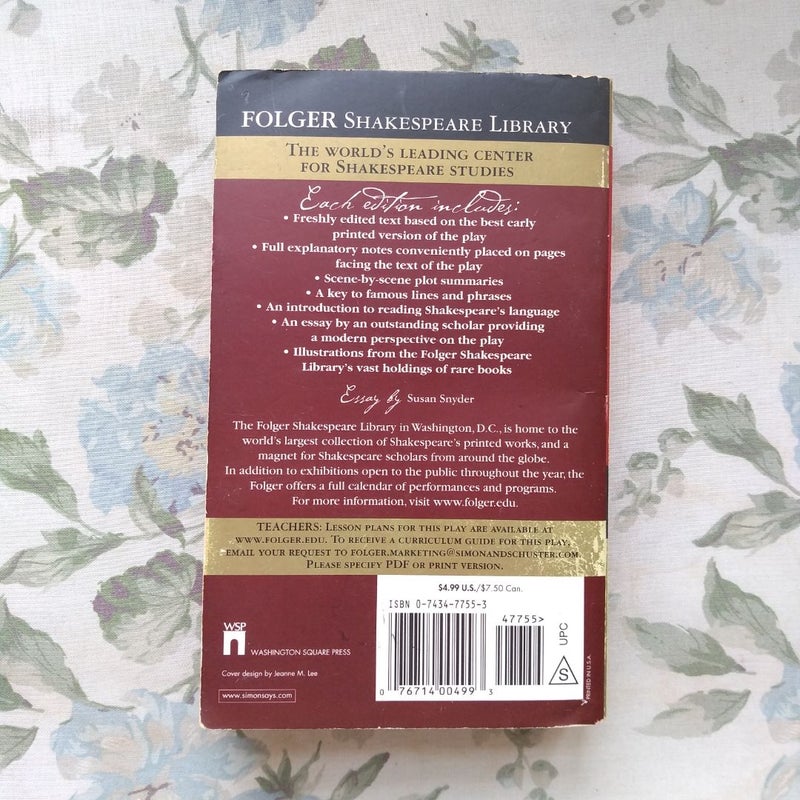 FOLGER SHAKESPEARE LIBRARY
THE WORLD'S LEADING CENTER
FOR SHAKESPEARE STUDIES
Each edition includes:
• Freshly edited text based on the best early
printed version of the play
• Full explanatory notes conveniently placed on pages
facing the text of the play
• Scene-by-scene plot summaries
• A key to famous lines and phrases
• An introduction to reading Shakespeare's language
• An essay by an outstanding scholar providing
a modern perspective on the play
• Illustrations from the Folger Shakespeare
Library's vast holdings of rare books
Essay by Susan Snyder
The Folger Shakespeare Library in Washington, D.C., is home to the
world's largest collection of Shakespeare's printed works, and a
magnet for Shakespeare scholars from around the globe.
In addition to exhibitions open to the public throughout the year, the
Folger offers a full calendar of performances and programs.
For more information, visit www.folger.edu.
TEACHERS: LESSON PLANS FOR THIS PLAY ARE AVAILABLE AT
WWW.FOLGER.EDU. TO RECEIVE A CURRICULUM GUIDE FOR THIS PLAY,
EMAIL YOUR REQUEST TO FOLGER.MARKETING@SIMONANDSCHUSTER.COM.
PLEASE SPECIFY PDF OR PRINT VERSION.
$4.99 U.S./$7.50 Can.
ISBN 0-7434-7755-3
47755>
UPC
S
0 76714 00499 3
PRINTED IN U.S.A.
WSP
WASHINGTON SQUARE PRESS
Cover design by Jeanne M. Lee
www.simonsays.com